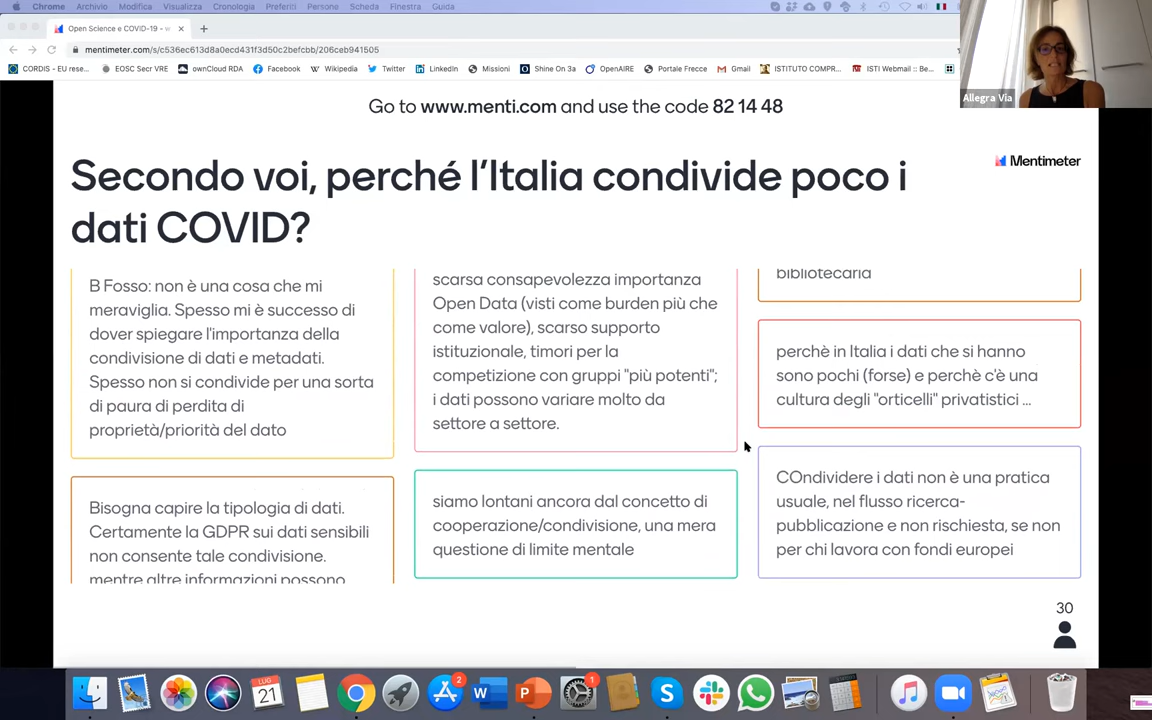 Chrome Archivio Modifica Visualizza Cronologia Preferiti Persone Scheda Finestra Guida
Open Science e COVID-19 -
mentimeter.com/s/c536ec613d8a0ecd431f3d50c2befcbb/206ceb941505
CORDIS - EU rese... EOSC Secr VRE ownCloud RDA Facebook Wikipedia Twitter LinkedIn Missioni Shine On 3a OpenAIRE Portale Frecce Gmail ISTITUTO COMPR... ISTI Webmail :: Be...
Allegra Via
Go to www.menti.com and use the code 82 14 48
Mentimeter
Secondo voi, perché l'Italia condivide poco i
dati COVID?
B Fosso: non è una cosa che mi
meraviglia. Spesso mi è successo di
dover spiegare l'importanza della
condivisione di dati e metadati.
Spesso non si condivide per una sorta
di paura di perdita di
proprietà/priorità del dato
Bisogna capire la tipologia di dati.
Certamente la GDPR sui dati sensibili
non consente tale condivisione.
mentre altre informazioni possono
scarsa consapevolezza importanza
Open Data (visti come burden più che
come valore), scarso supporto
istituzionale, timori per la
competizione con gruppi "più potenti";
i dati possono variare molto da
settore a settore.
siamo lontani ancora dal concetto di
cooperazione/condivisione, una mera
questione di limite mentale
bibliotecaria
perchè in Italia i dati che si hanno
sono pochi (forse) e perchè c'è una
cultura degli "orticelli" privatistici ...
COndividere i dati non è una pratica
usuale, nel flusso ricerca-
pubblicazione e non rischiesta, se non
per chi lavora con fondi europei
30
LUG
21
2
1